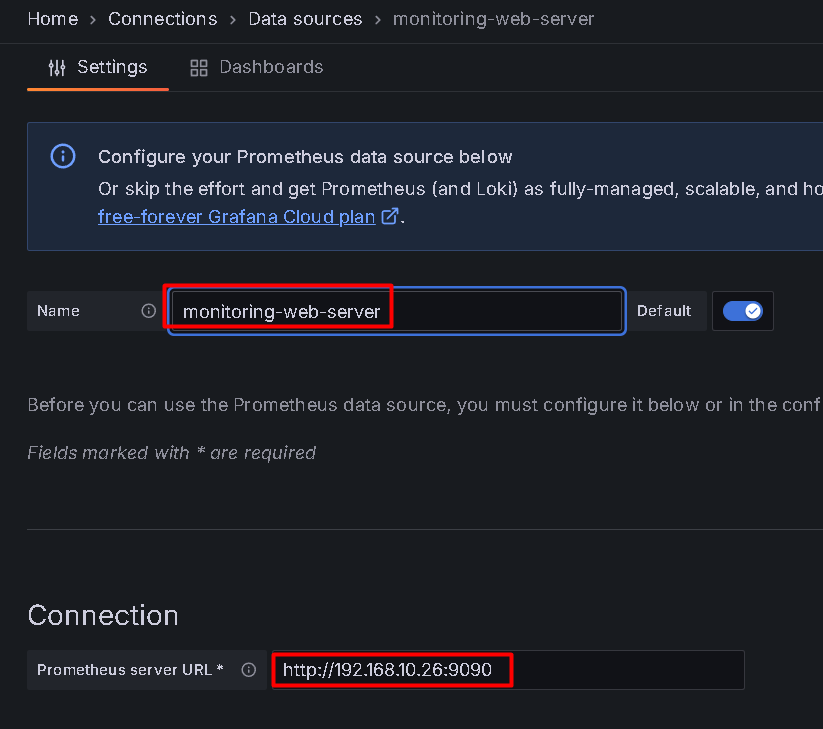 Home › Connections › Data sources › monitoring-web-server
Settings Dashboards
Configure your Prometheus data source below
Or skip the effort and get Prometheus (and Loki) as fully-managed, scalable, and ho
free-forever Grafana Cloud plan.
Name monitoring-web-server Default
Before you can use the Prometheus data source, you must configure it below or in the conf
Fields marked with * are required
Connection
Prometheus server URL * http://192.168.10.26:9090